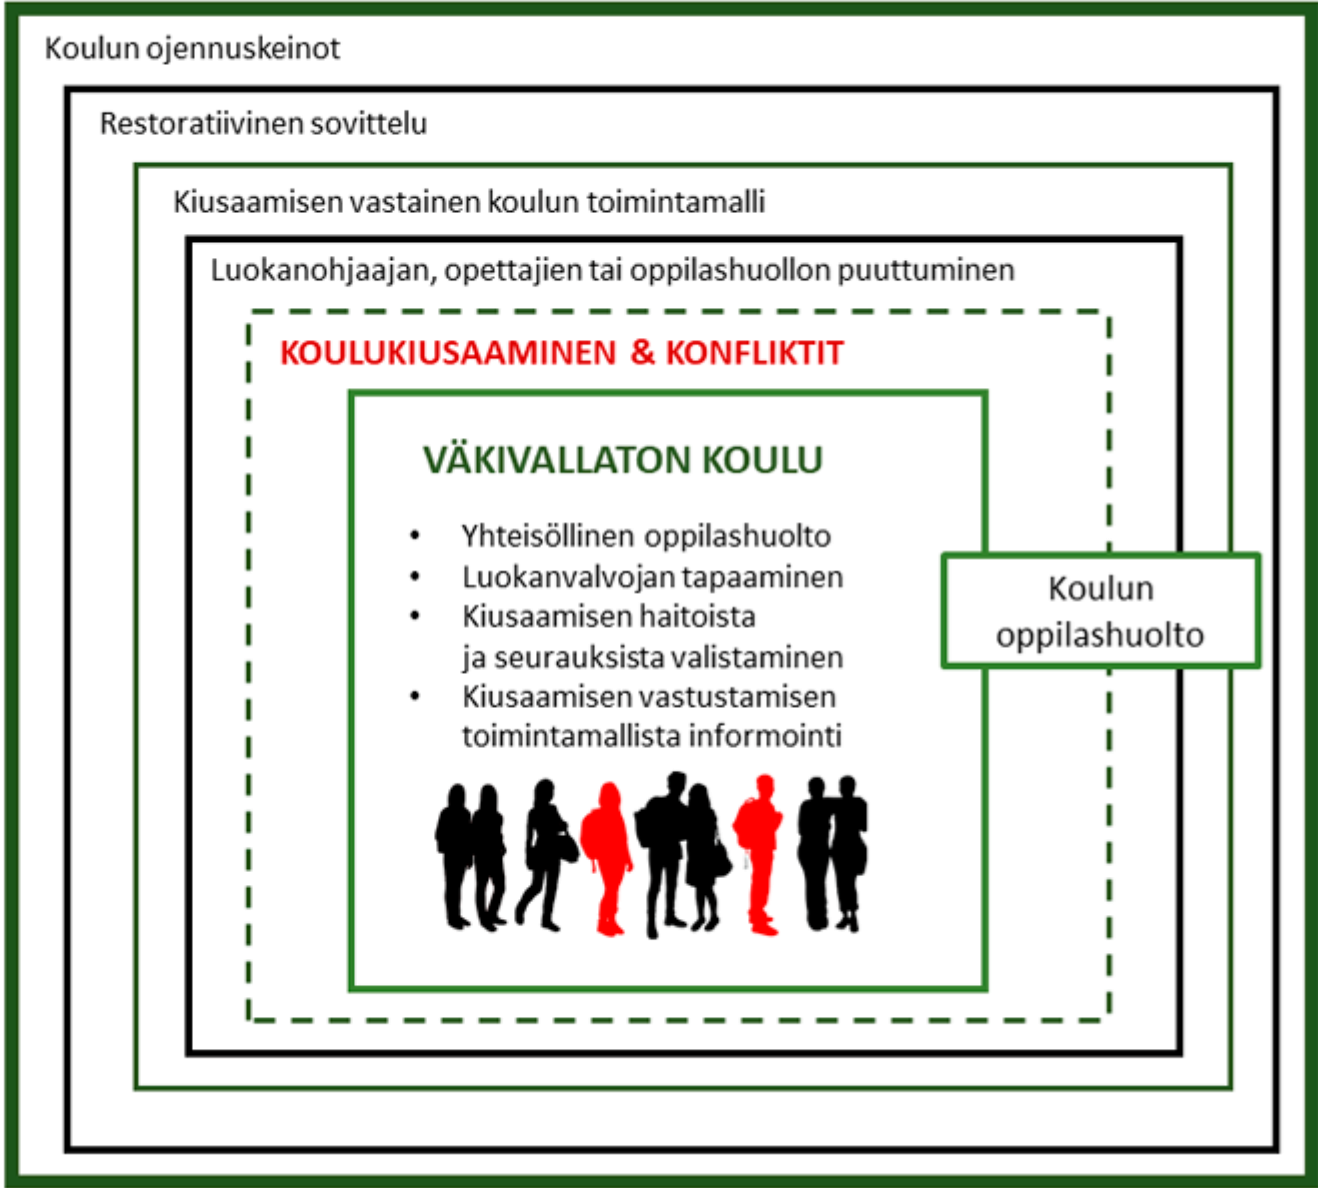 Koulun ojennuskeinot
Restoratiivinen sovittelu
Kiusaamisen vastainen koulun toimintamalli
Luokanohjaajan, opettajien tai oppilashuollon puuttuminen
KOULUKIUSAAMINEN & KONFLIKTIT
VÄKIVALLATON KOULU
• Yhteisöllinen oppilashuolto
• Luokanvalvojan tapaaminen
• Kiusaamisen haitoista
ja seurauksista valistaminen
• Kiusaamisen vastustamisen
toimintamallista informointi
Koulun
oppilashuolto